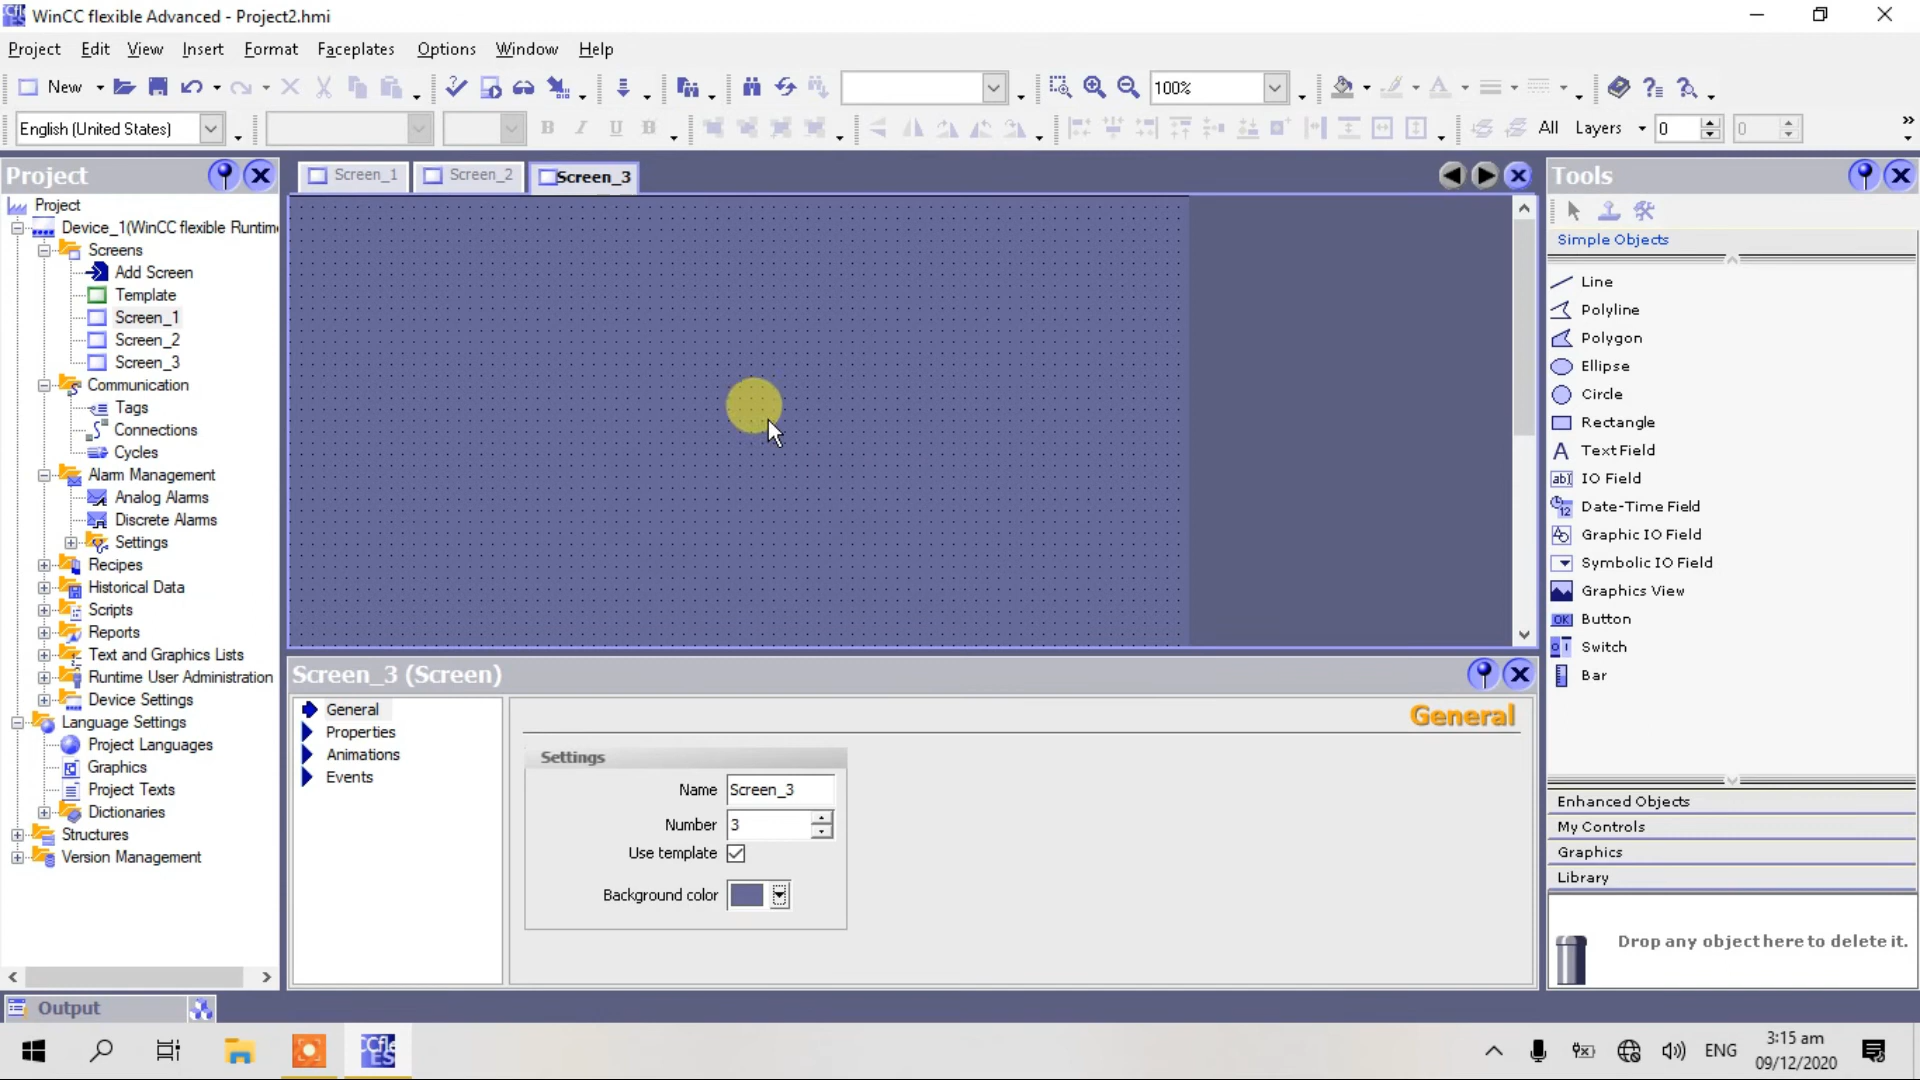 WinCC flexible Advanced - Project2.hmi
Project Edit View Insert Format Faceplates Options Window Help
New 100%
English (United States) B I U B All Layers 0 0
Project
Project
Device_1(WinCC flexible Runtim
Screens
Add Screen
Template
Screen_1
Screen_2
Screen_3
Communication
Tags
Connections
Cycles
Alarm Management
Analog Alarms
Discrete Alarms
Settings
Recipes
Historical Data
Scripts
Reports
Text and Graphics Lists
Runtime User Administration
Device Settings
Language Settings
Project Languages
Graphics
Project Texts
Dictionaries
Structures
Version Management
Output
Screen_1 Screen_2 Screen_3
Screen_3 (Screen)
General
Properties
Animations
Events
General
Settings
Name Screen_3
Number 3
Use template
Background color
Tools
Simple Objects
Line
Polyline
Polygon
Ellipse
Circle
Rectangle
TextField
IO Field
Date-Time Field
Graphic IO Field
Symbolic IO Field
Graphics View
Button
Switch
Bar
Enhanced Objects
My Controls
Graphics
Library
Drop any object here to delete it.
ENG
3:15 am
09/12/2020